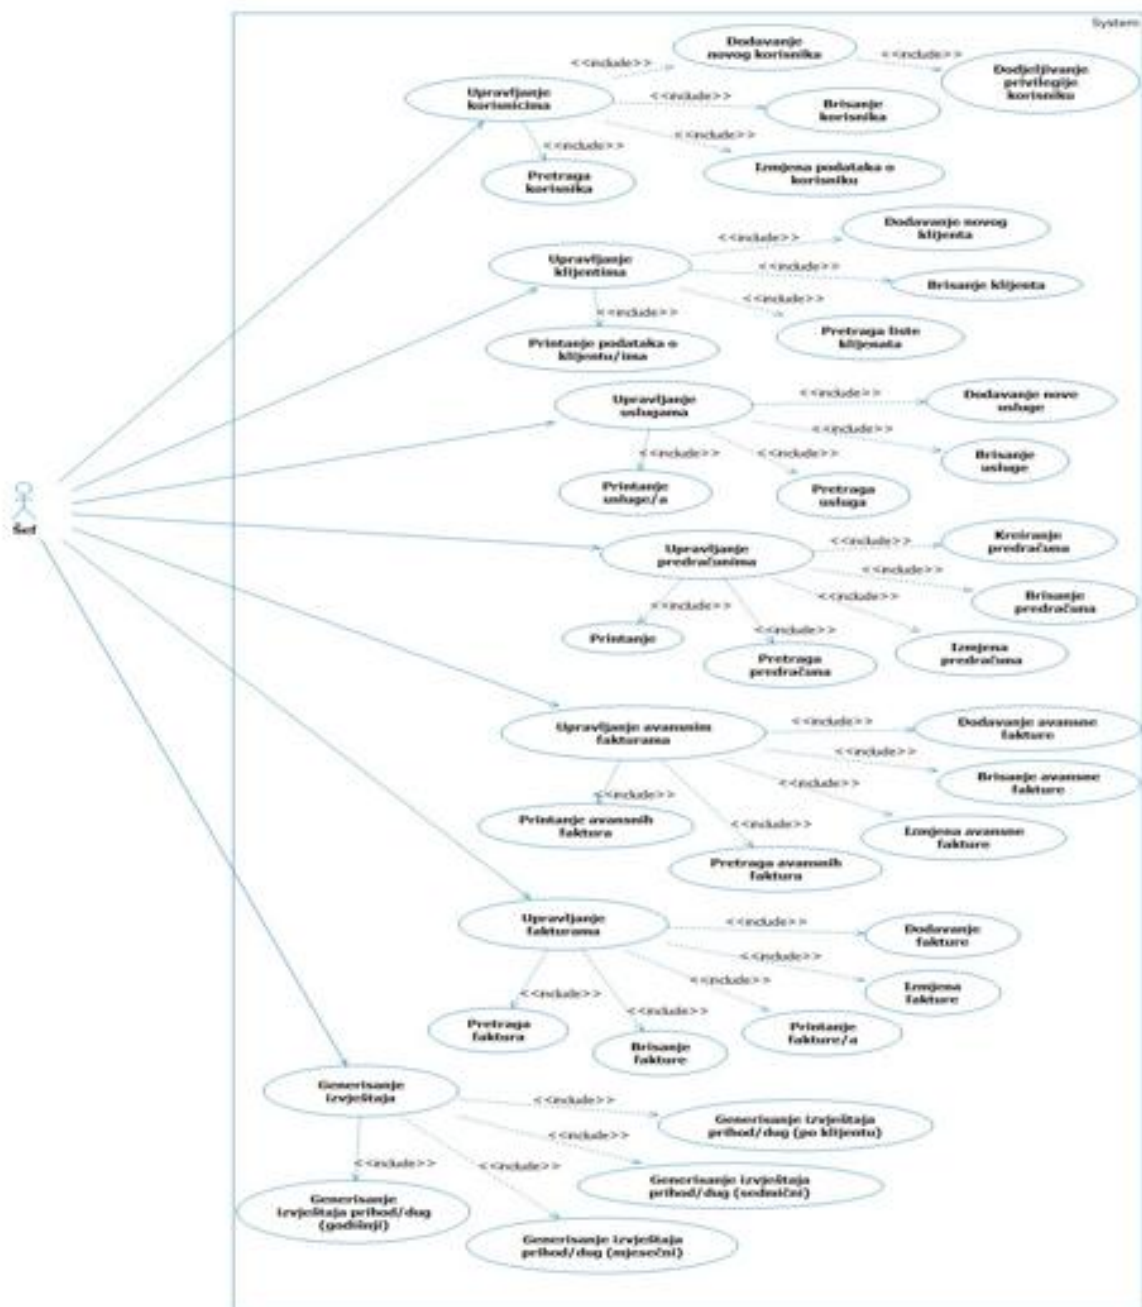 System
Dodavanje
novog korisnika
<<include>>
<<include>>
Dodjeljivanje
privilegije
korisniku
Upravljanje
korisnicima
<<include>>
Brisanje
korisnika
<<include>>
<<include>>
Izmjena podataka o
korisniku
Pretraga
korisnika
Dodavanje novog
klijenta
<<include>>
Upravljanje
klijentima
<<include>>
Brisanje klijenta
<<include>>
<<include>>
Pretraga liste
klijenata
Printanje podataka o
klijentu/ima
Upravljanje
uslugama
<<include>>
Dodavanje nove
usluge
<<include>>
Brisanje
usluge
<<include>>
<<include>>
Printanje
usluge/a
Pretraga
usluga
Šef
Upravljanje
predračunima
<<include>>
Kreiranje
predračuna
<<include>>
Brisanje
predračuna
<<include>>
<<include>>
<<include>>
Printanje
Pretraga
predračuna
Izmjena
predračuna
Upravljanje avansnim
fakturama
<<include>>
Dodavanje avansne
fakture
<<include>>
Brisanje avansne
fakture
<<include>>
<<include>>
<<include>>
Printanje avansnih
faktura
Izmjena avansne
fakture
Pretraga avansnih
faktura
Upravljanje
fakturama
<<include>>
Dodavanje
fakture
<<include>>
Izmjena
fakture
<<include>>
<<include>>
<<include>>
Pretraga
faktura
Brisanje
fakture
Printanje
fakture/a
Generisanje
izvještaja
<<include>>
Generisanje izvještaja
prihod/dug (po klijentu)
<<include>>
<<include>>
<<include>>
Generisanje izvještaja
prihod/dug (sedmični)
Generisanje
izvještaja prihod/dug
(godišnji)
Generisanje izvještaja
prihod/dug (mjesečni)